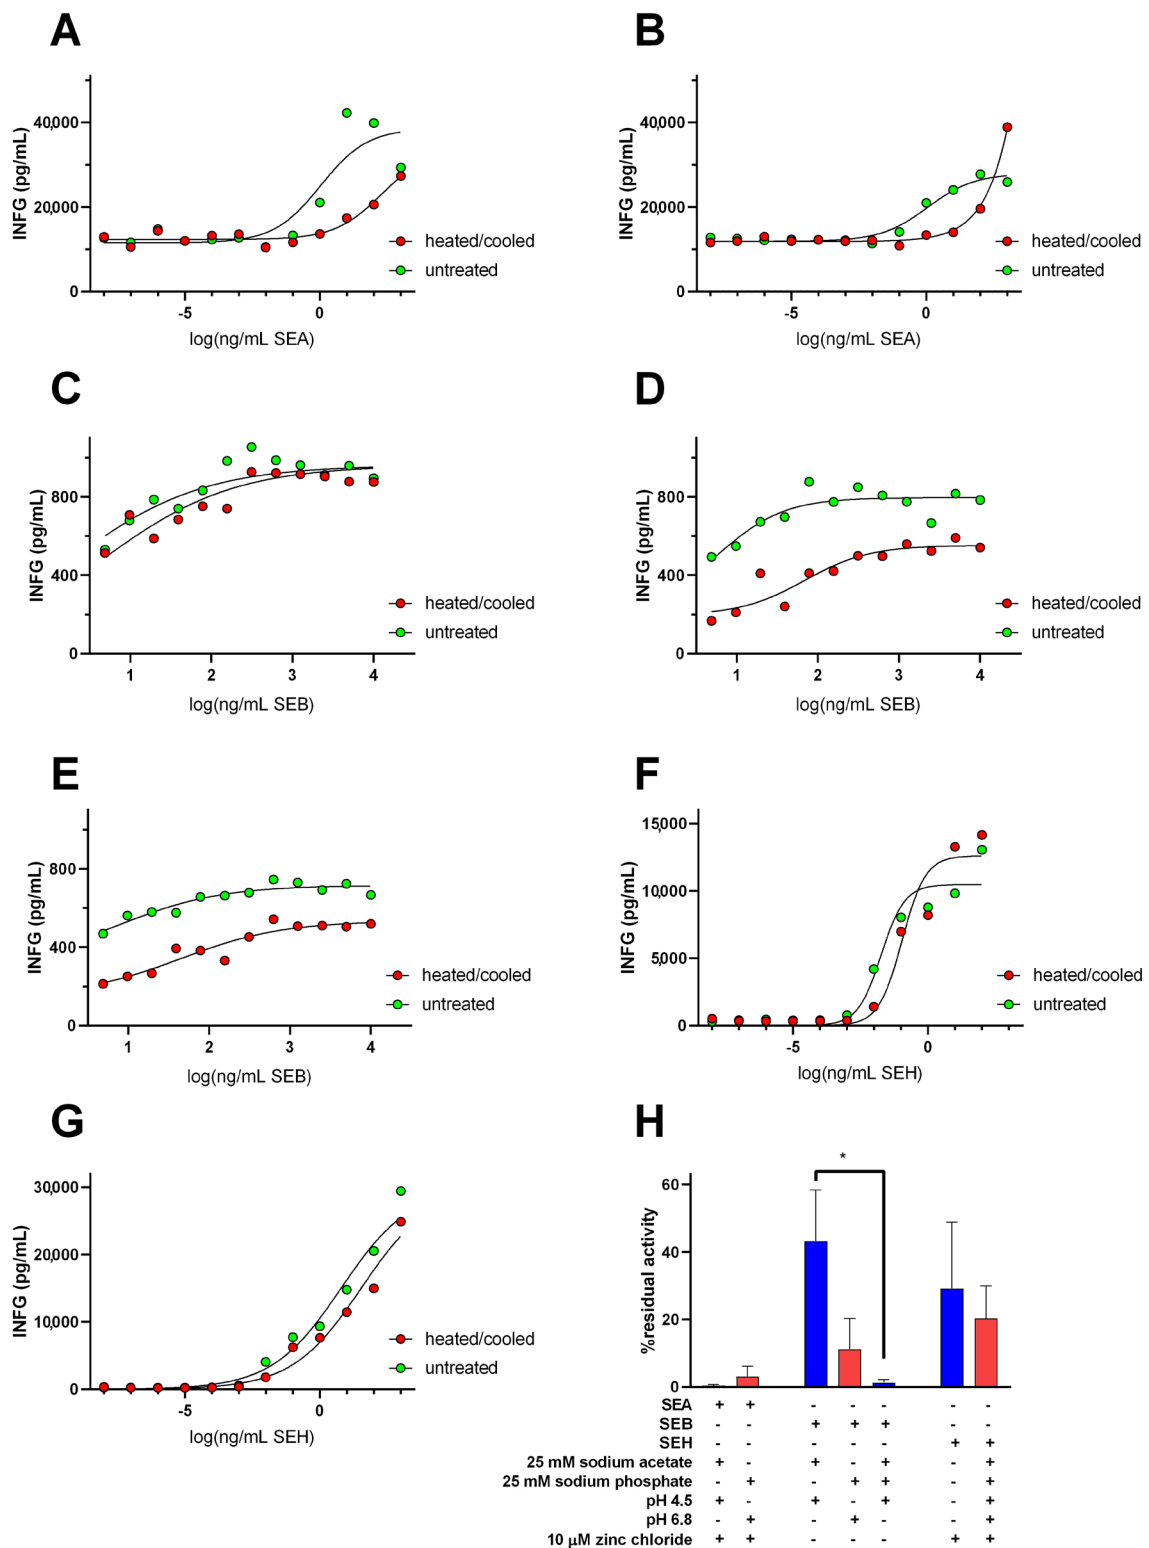 A
INFG (pg/mL)
40,000
20,000
0
-5
0
log(ng/mL SEA)
heated/cooled
untreated
B
INFG (pg/mL)
40,000
20,000
0
-5
0
log(ng/mL SEA)
heated/cooled
untreated
C
INFG (pg/mL)
800
400
0
1
2
3
4
log(ng/mL SEB)
heated/cooled
untreated
D
INFG (pg/mL)
800
400
0
1
2
3
4
log(ng/mL SEB)
heated/cooled
untreated
E
INFG (pg/mL)
800
400
0
1
2
3
4
log(ng/mL SEB)
heated/cooled
untreated
F
INFG (pg/mL)
15,000
10,000
5,000
0
-5
0
log(ng/mL SEH)
heated/cooled
untreated
G
INFG (pg/mL)
30,000
20,000
10,000
0
-5
0
log(ng/mL SEH)
heated/cooled
untreated
H
%residual activity
60
40
20
0
*
SEA + + - - - - -
SEB - - + + + - -
SEH - - - - - + +
25 mM sodium acetate + - + - + - +
25 mM sodium phosphate - + - + + - +
pH 4.5 + - + - + - +
pH 6.8 - + - + - - +
10 µM zinc chloride + + - - - + +